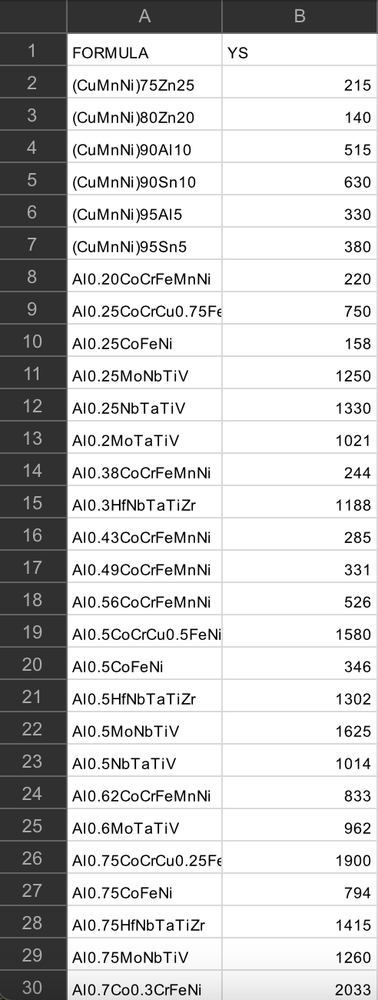 A B
1 FORMULA YS
2 (CuMnNi)75Zn25 215
3 (CuMnNi)80Zn20 140
4 (CuMnNi)90Al10 515
5 (CuMnNi)90Sn10 630
6 (CuMnNi)95Al5 330
7 (CuMnNi)95Sn5 380
8 Al0.20CoCrFeMnNi 220
9 Al0.25CoCrCu0.75Fe 750
10 Al0.25CoFeNi 158
11 Al0.25MoNbTiV 1250
12 Al0.25NbTaTiV 1330
13 Al0.2MoTaTiV 1021
14 Al0.38CoCrFeMnNi 244
15 Al0.3HfNbTaTiZr 1188
16 Al0.43CoCrFeMnNi 285
17 Al0.49CoCrFeMnNi 331
18 Al0.56CoCrFeMnNi 526
19 Al0.5CoCrCu0.5FeNi 1580
20 Al0.5CoFeNi 346
21 Al0.5HfNbTaTiZr 1302
22 Al0.5MoNbTiV 1625
23 Al0.5NbTaTiV 1014
24 Al0.62CoCrFeMnNi 833
25 Al0.6MoTaTiV 962
26 Al0.75CoCrCu0.25Fe 1900
27 Al0.75CoFeNi 794
28 Al0.75HfNbTaTiZr 1415
29 Al0.75MoNbTiV 1260
30 Al0.7Co0.3CrFeNi 2033